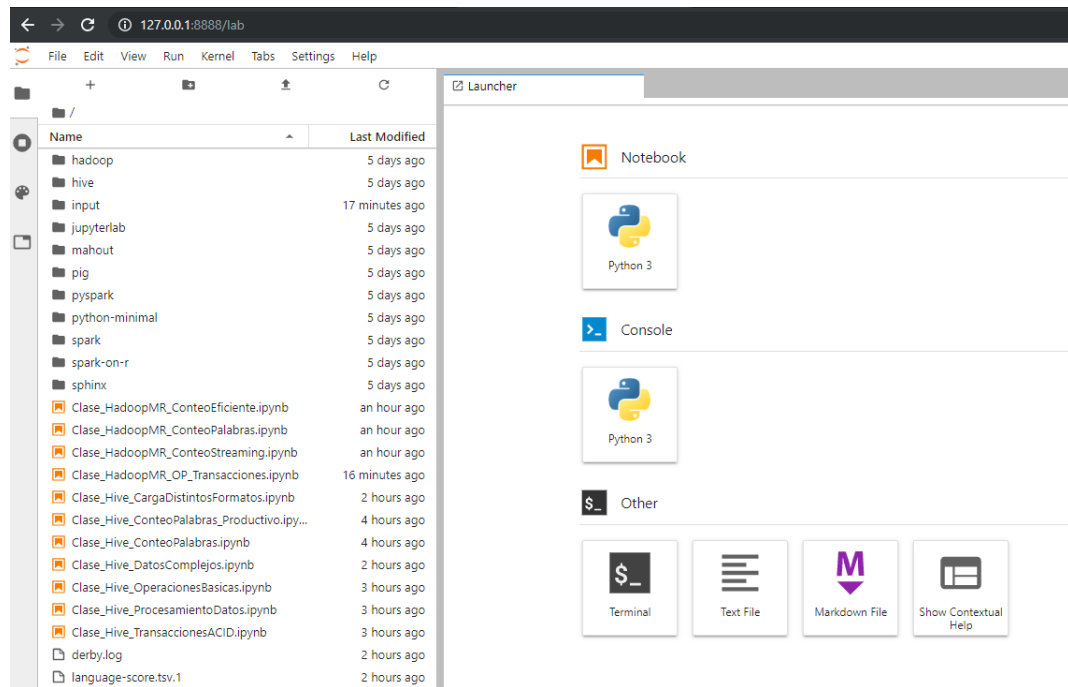 127.0.0.1:8888/lab
File Edit View Run Kernel Tabs Settings Help
Launcher
/
Name Last Modified
hadoop 5 days ago
hive 5 days ago
input 17 minutes ago
jupyterlab 5 days ago
mahout 5 days ago
pig 5 days ago
pyspark 5 days ago
python-minimal 5 days ago
spark 5 days ago
spark-on-r 5 days ago
sphinx 5 days ago
Clase_HadoopMR_ConteoEficiente.ipynb an hour ago
Clase_HadoopMR_ConteoPalabras.ipynb an hour ago
Clase_HadoopMR_ConteoStreaming.ipynb an hour ago
Clase_HadoopMR_OP_Transacciones.ipynb 16 minutes ago
Clase_Hive_CargaDistintosFormatos.ipynb 2 hours ago
Clase_Hive_ConteoPalabras_Productivo.ipy... 4 hours ago
Clase_Hive_ConteoPalabras.ipynb 4 hours ago
Clase_Hive_DatosComplejos.ipynb 2 hours ago
Clase_Hive_OperacionesBasicas.ipynb 3 hours ago
Clase_Hive_ProcesamientoDatos.ipynb 3 hours ago
Clase_Hive_TransaccionesACID.ipynb 3 hours ago
derby.log 2 hours ago
language-score.tsv.1 2 hours ago
Notebook
Python 3
>_ Console
Python 3
$_ Other
$_
M
Terminal Text File Markdown File Show Contextual
Help